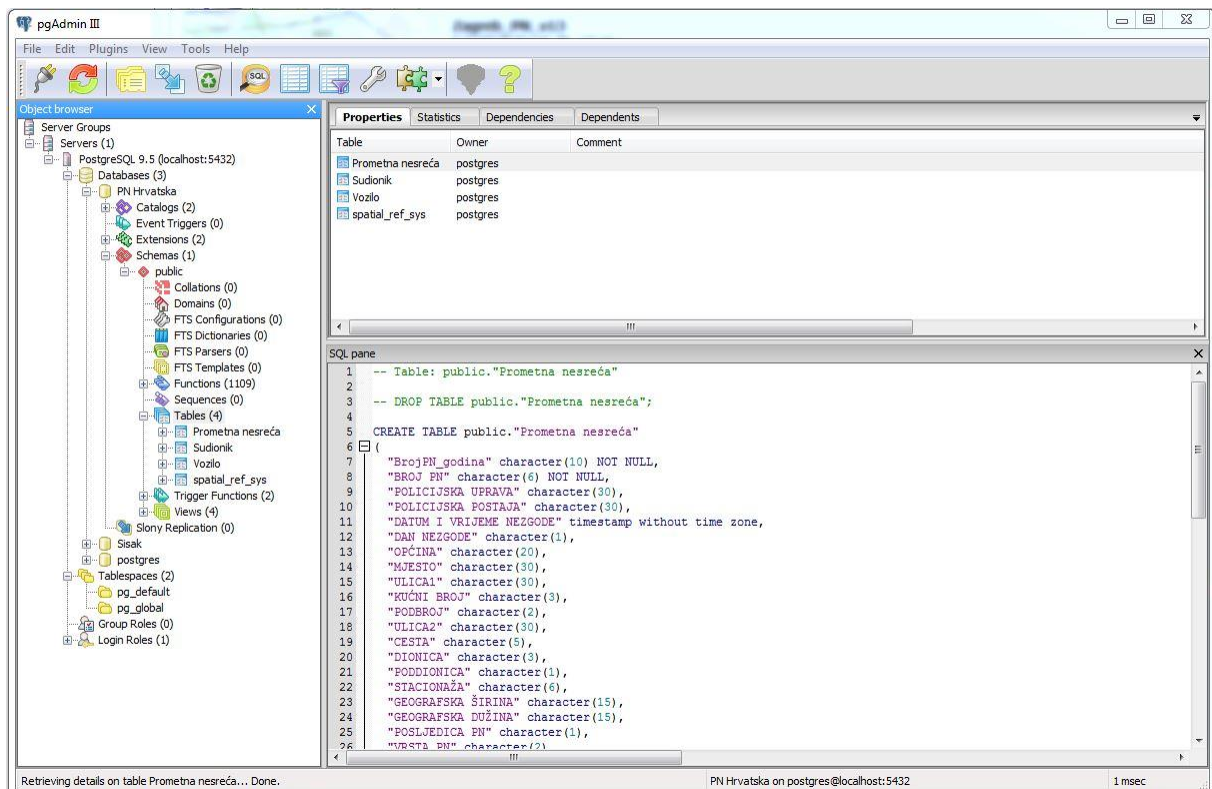 pgAdmin III
File Edit Plugins View Tools Help
SQL
Object browser
Server Groups
Servers (1)
PostgreSQL 9.5 (localhost:5432)
Databases (3)
PN Hrvatska
Catalogs (2)
Event Triggers (0)
Extensions (2)
Schemas (1)
public
Collations (0)
Domains (0)
FTS Configurations (0)
FTS Dictionaries (0)
FTS Parsers (0)
FTS Templates (0)
Functions (1109)
Sequences (0)
Tables (4)
Prometna nesreća
Sudionik
Vozilo
spatial_ref_sys
Trigger Functions (2)
Views (4)
Slony Replication (0)
Sisak
postgres
Tablespaces (2)
pg_default
pg_global
Group Roles (0)
Login Roles (1)
Properties Statistics Dependencies Dependents
Table Owner Comment
Prometna nesreća postgres
Sudionik postgres
Vozilo postgres
spatial_ref_sys postgres
SQL pane
1 -- Table: public."Prometna nesreća"
2
3 -- DROP TABLE public."Prometna nesreća";
4
5 CREATE TABLE public."Prometna nesreća"
6 (
7 "BrojPN_godina" character(10) NOT NULL,
8 "BROJ PN" character(6) NOT NULL,
9 "POLICIJSKA UPRAVA" character(30),
10 "POLICIJSKA POSTAJA" character(30),
11 "DATUM I VRIJEME NEZGODE" timestamp without time zone,
12 "DAN NEZGODE" character(1),
13 "OPĆINA" character(20),
14 "MJESTO" character(30),
15 "ULICA1" character(30),
16 "KUĆNI BROJ" character(3),
17 "PODBROJ" character(2),
18 "ULICA2" character(30),
19 "CESTA" character(5),
20 "DIONICA" character(3),
21 "PODDIONICA" character(1),
22 "STACIONAŽA" character(6),
23 "GEOGRAFSKA ŠIRINA" character(15),
24 "GEOGRAFSKA DUŽINA" character(15),
25 "POSLJEDICA PN" character(1),
26 "VRSTA PN" character(2)
Retrieving details on table Prometna nesreća... Done.
PN Hrvatska on postgres@localhost:5432
1 msec